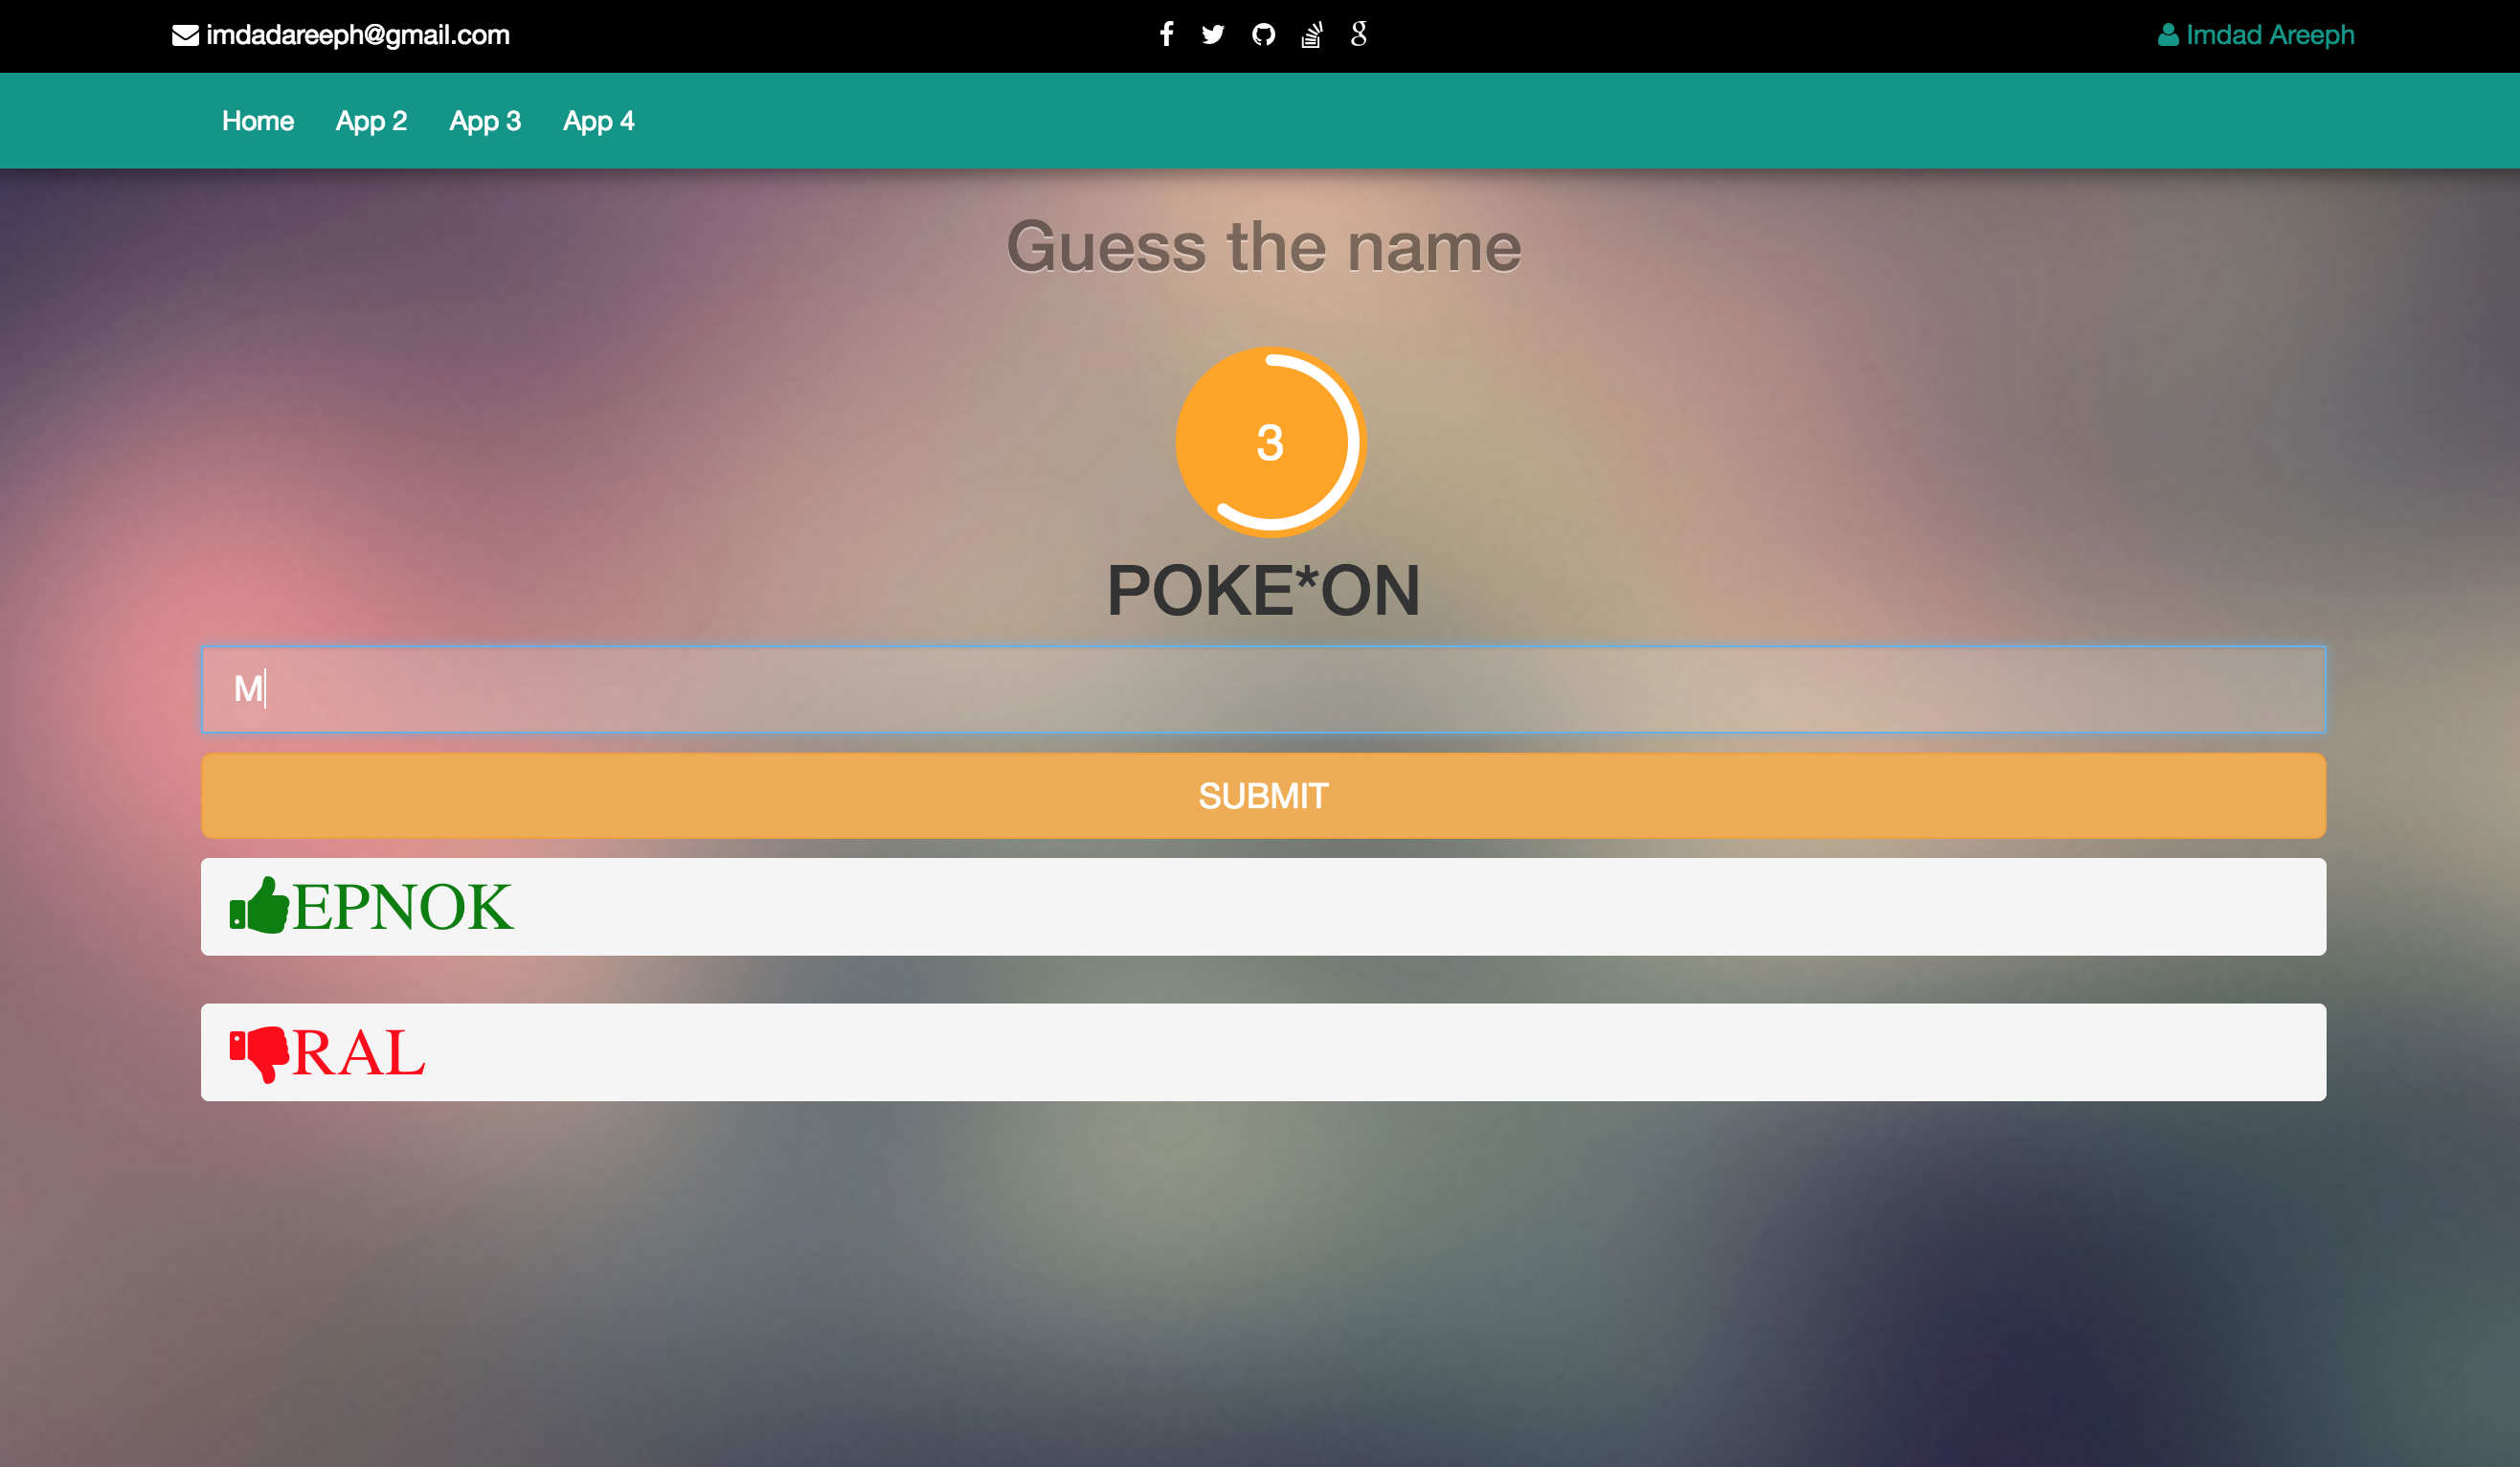 imdadareeph@gmail.com
Imdad Areeph
Home App 2 App 3 App 4
Guess the name
3
POKE*ON
M
SUBMIT
EPNOK
RAL